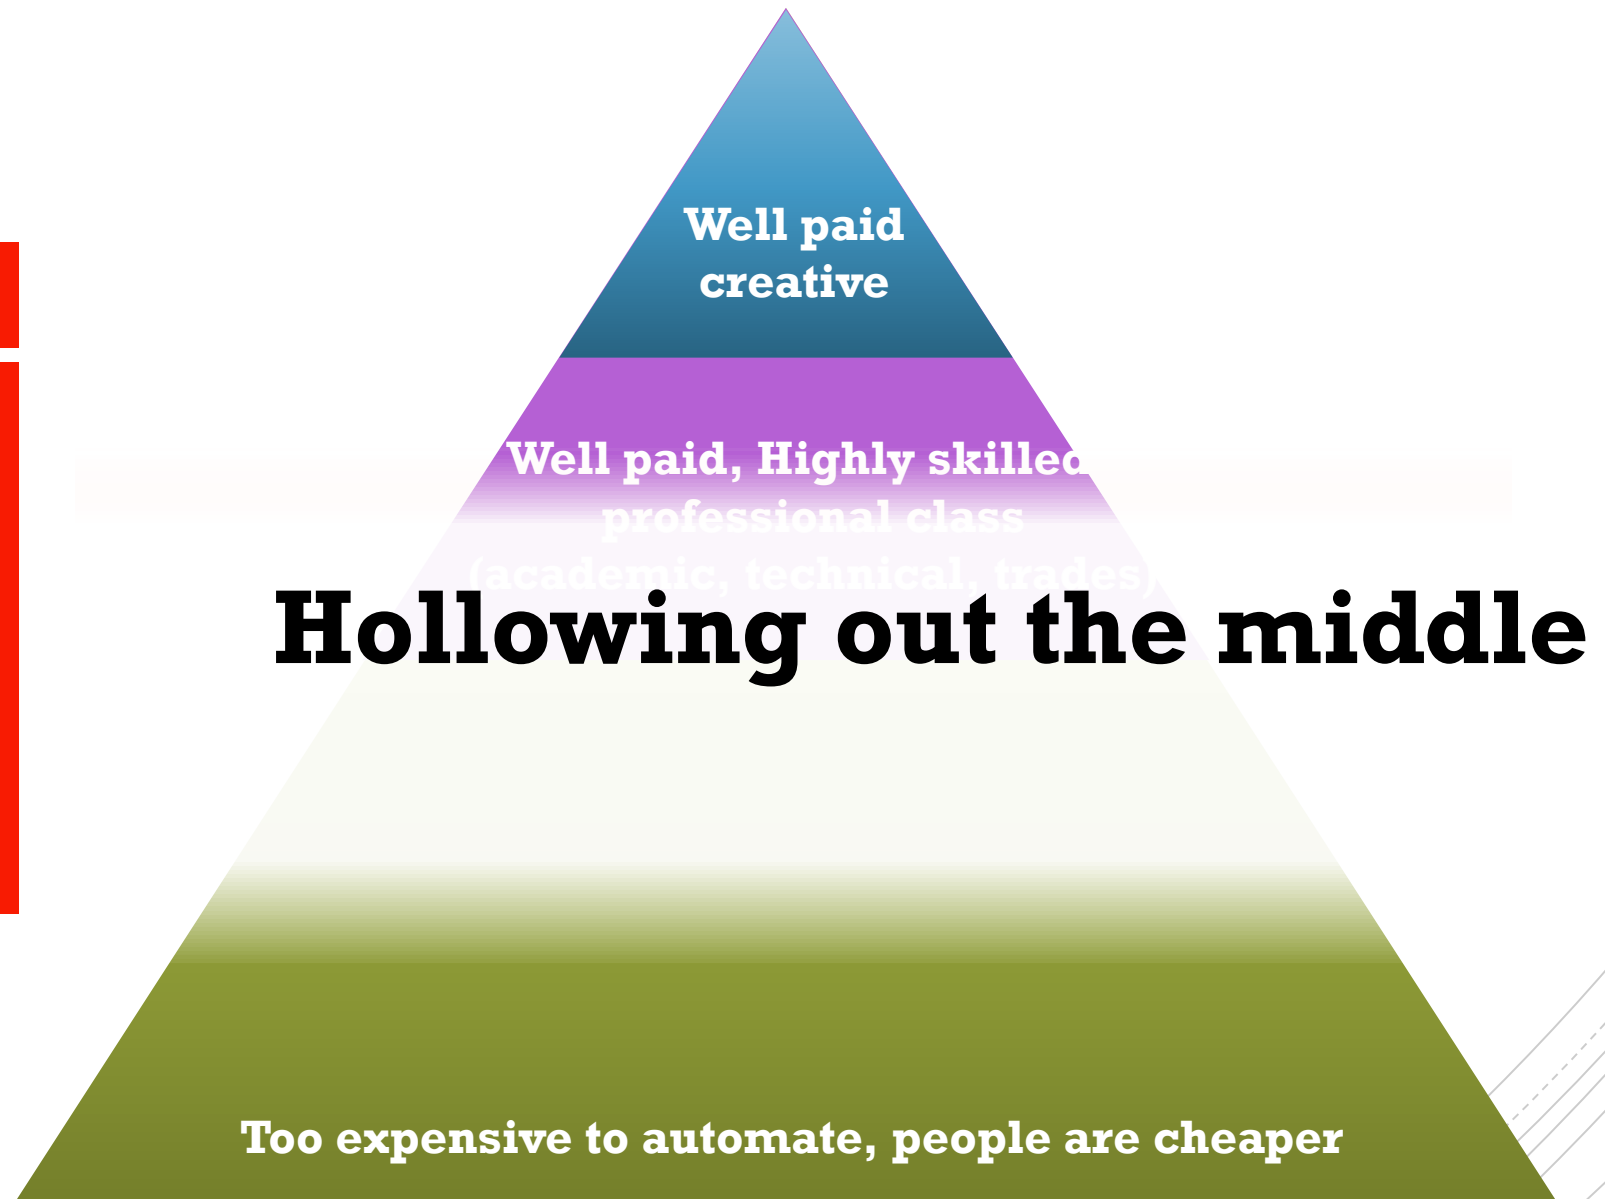 Well paid
creative
Well paid, Highly skilled
professional class
(academic, technical, trades)
Hollowing out the middle
Too expensive to automate, people are cheaper